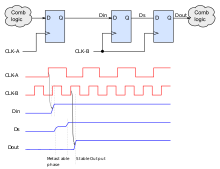 Comb logic
D Q
Din
D Q
Ds
D Q
Dout
Comb logic
CLK-A
CLK-B
CLK-A
CLK-B
Din
Ds
Dout
Metastable phase
Stable Output